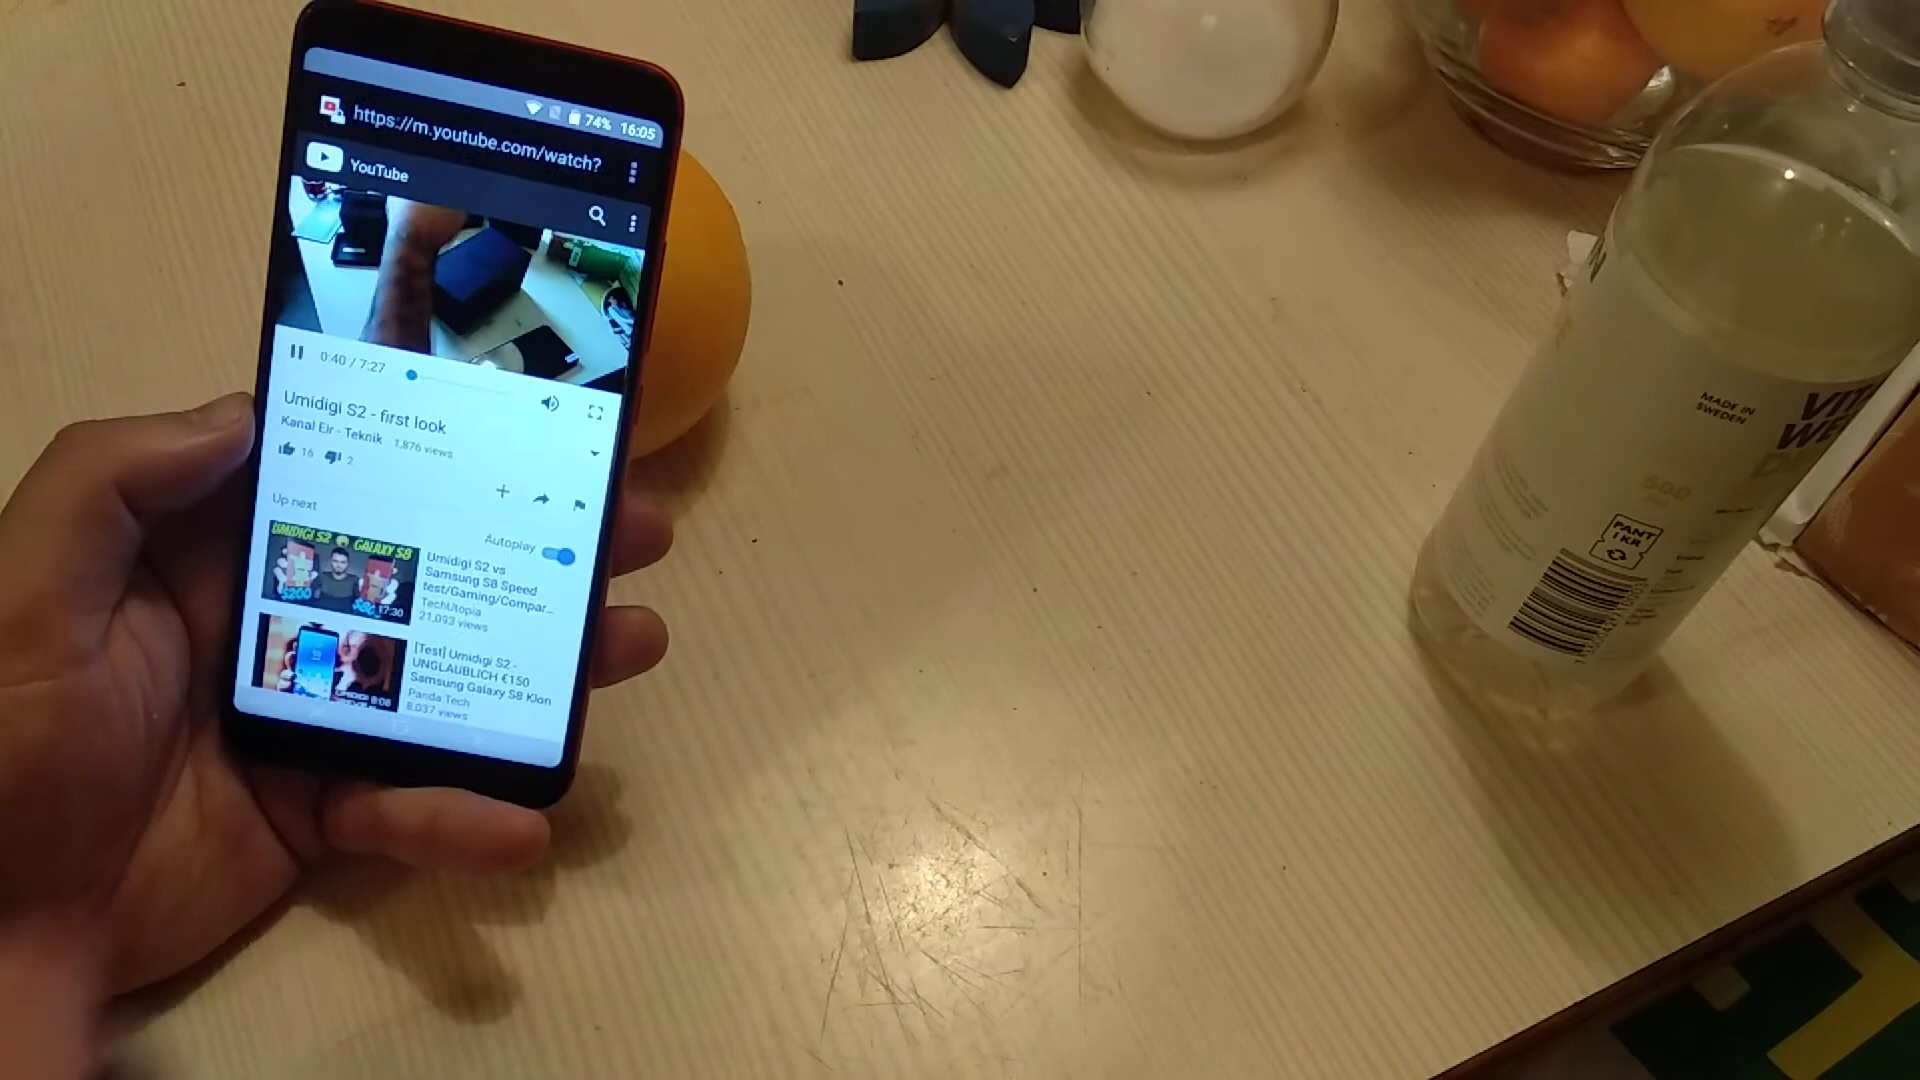 74% 16:05
https://m.youtube.com/watch?
YouTube
0:40 / 7:27
Umidigi S2 - first look
Kanal Eir - Teknik 1,876 views
16 2
Up next
Autoplay
UMIDIGI S2 GALAXY S8
$200
17:30
Umidigi S2 vs
Samsung S8 Speed
test/Gaming/Compar...
TechUtopia
21,093 views
8:08
[Test] Umidigi S2 -
UNGLAUBLICH €150
Samsung Galaxy S8 Klon
Panda Tech
8,037 views
MADE IN
SWEDEN
PANT
1 KR